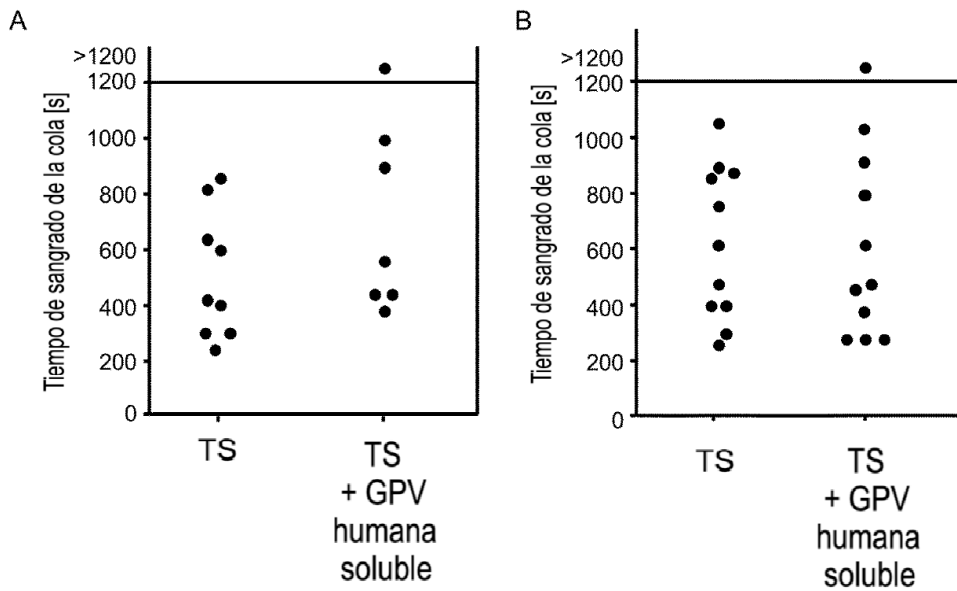 A
Tiempo de sangrado de la cola [s]
>1200
1200
1000
800
600
400
200
0
TS
TS
+ GPV
humana
soluble
B
Tiempo de sangrado de la cola [s]
>1200
1200
1000
800
600
400
200
0
TS
TS
+ GPV
humana
soluble